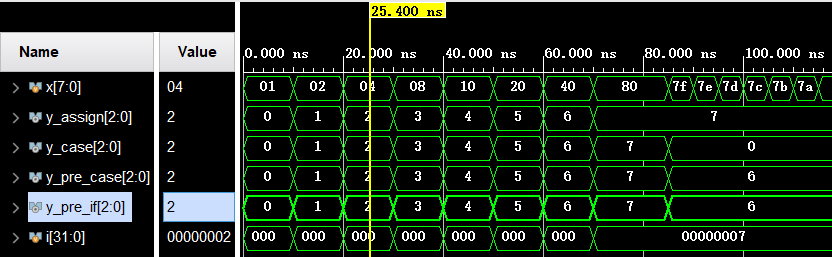 25.400 ns
Name Value 0.000 ns 20.000 ns 40.000 ns 60.000 ns 80.000 ns 100.000 ns
x[7:0] 04 01 02 04 08 10 20 40 80 7f 7e 7d 7c 7b 7a
y_assign[2:0] 2 0 1 2 3 4 5 6 7
y_case[2:0] 2 0 1 2 3 4 5 6 7 0
y_pre_case[2:0] 2 0 1 2 3 4 5 6 7 6
y_pre_if[2:0] 2 0 1 2 3 4 5 6 7 6
i[31:0] 00000002 000 000 000 000 000 000 000 00000007